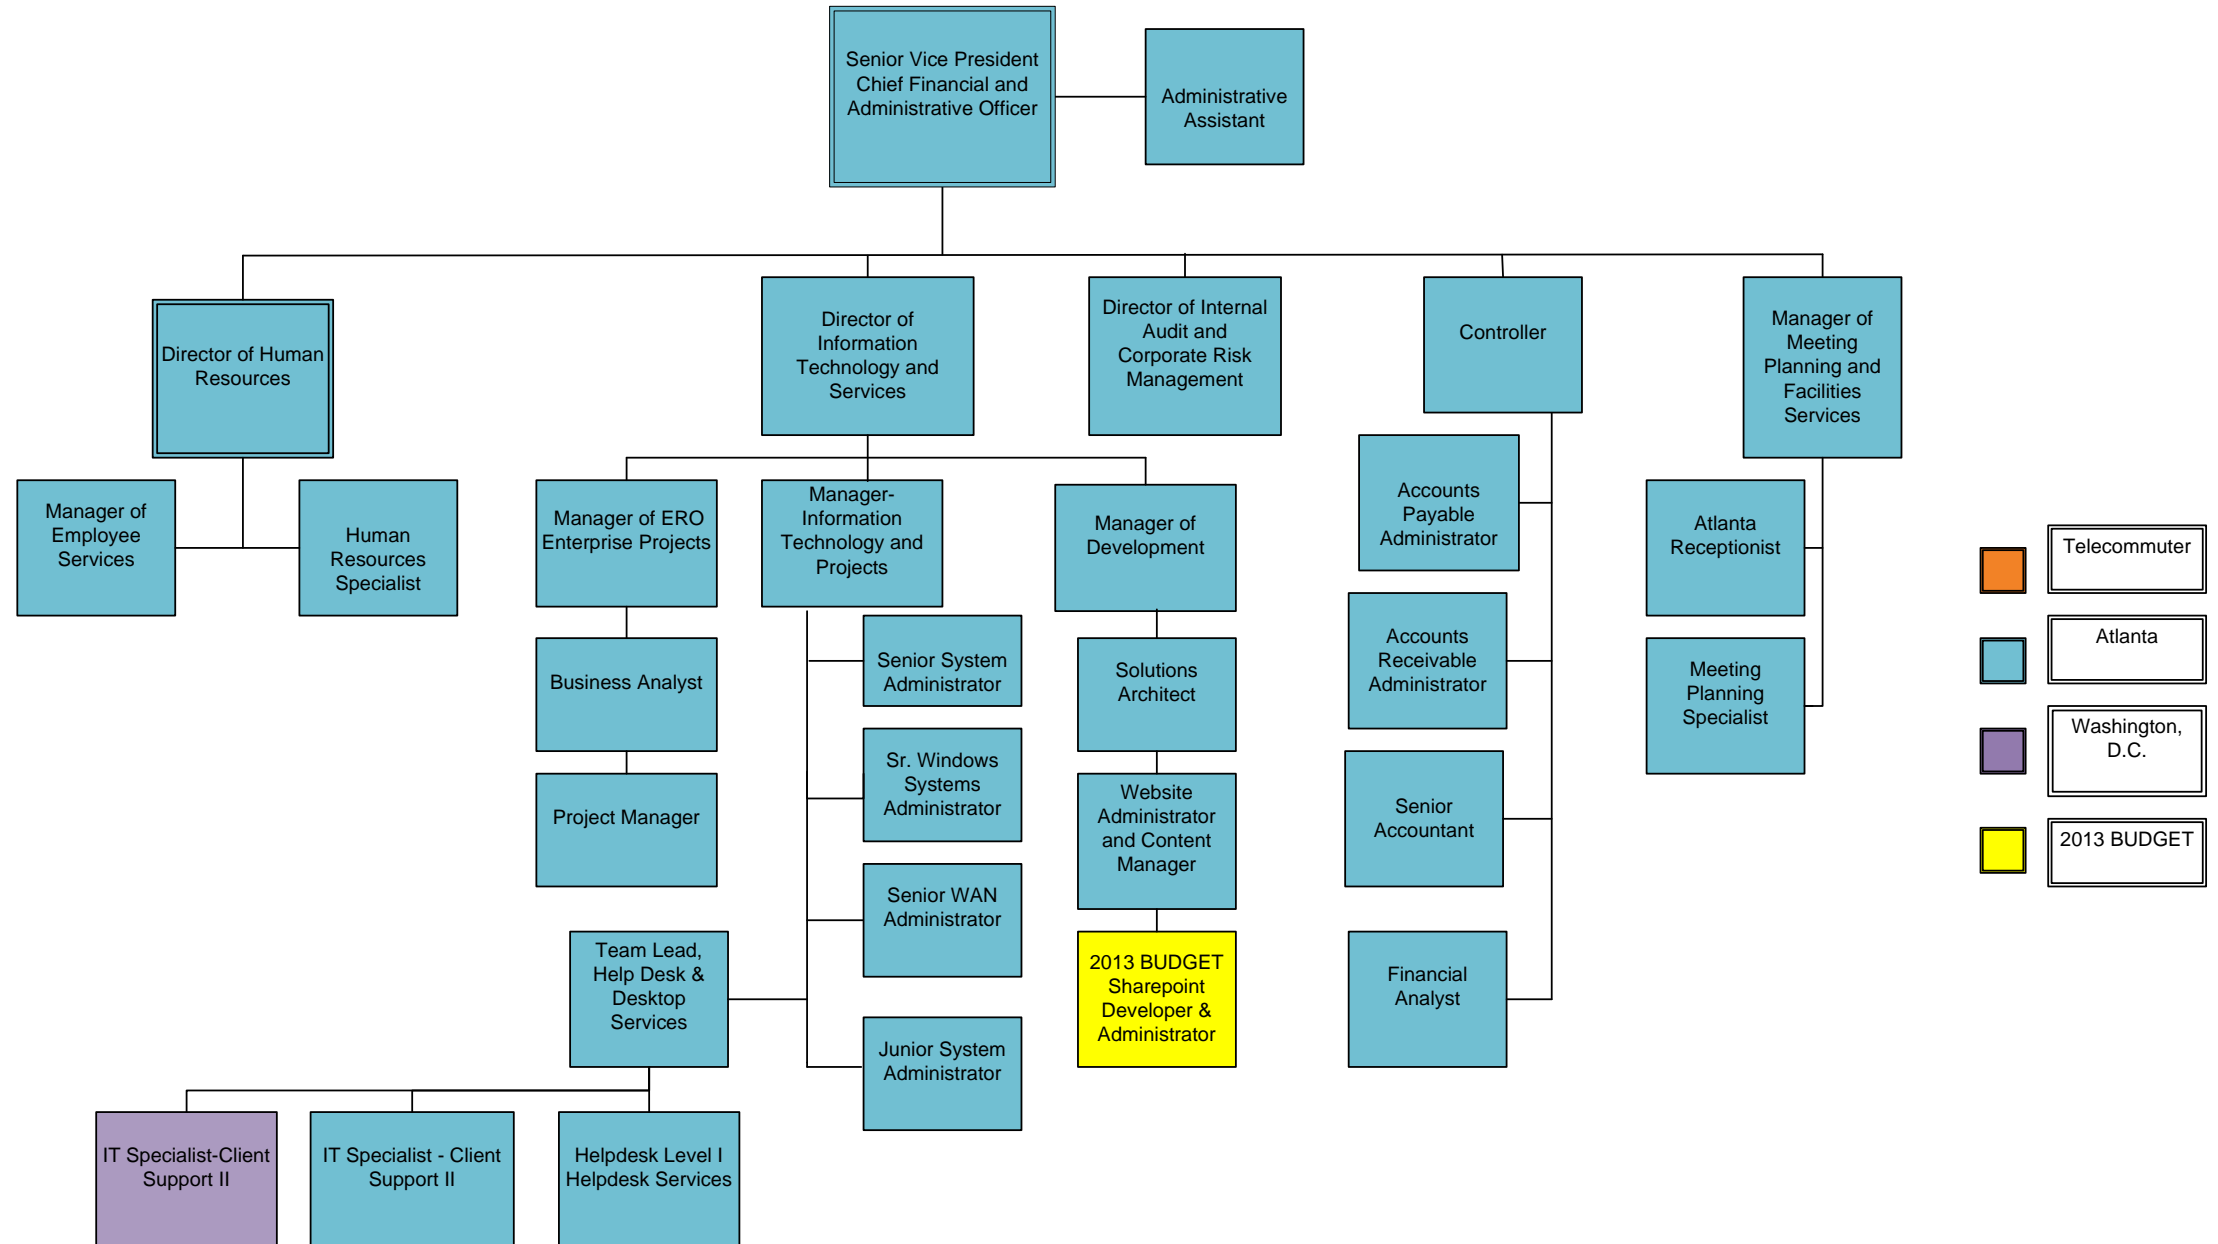 Senior Vice President
Chief Financial and
Administrative Officer
Administrative
Assistant
Director of Human
Resources
Director of
Information
Technology and
Services
Director of Internal
Audit and
Corporate Risk
Management
Controller
Manager of
Meeting
Planning and
Facilities
Services
Manager of
Employee
Services
Human
Resources
Specialist
Manager of ERO
Enterprise Projects
Manager-
Information
Technology and
Projects
Manager of
Development
Accounts
Payable
Administrator
Atlanta
Receptionist
Business Analyst
Senior System
Administrator
Solutions
Architect
Accounts
Receivable
Administrator
Meeting
Planning
Specialist
Project Manager
Sr. Windows
Systems
Administrator
Website
Administrator
and Content
Manager
Senior
Accountant
Senior WAN
Administrator
Team Lead,
Help Desk &
Desktop
Services
2013 BUDGET
Sharepoint
Developer &
Administrator
Financial
Analyst
Junior System
Administrator
IT Specialist-Client
Support II
IT Specialist - Client
Support II
Helpdesk Level I
Helpdesk Services
Telecommuter
Atlanta
Washington,
D.C.
2013 BUDGET